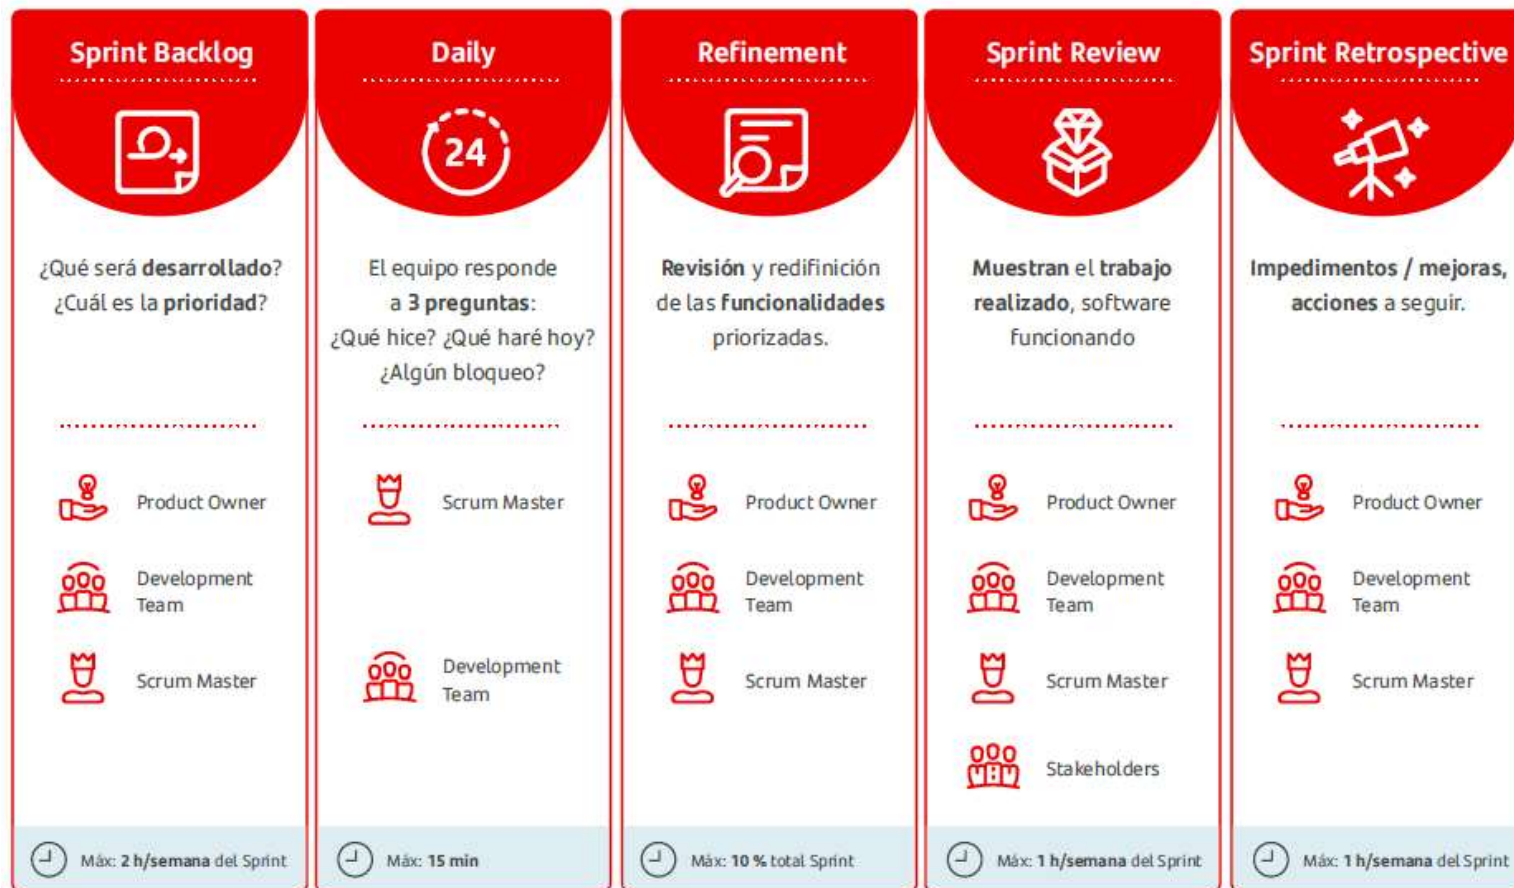 Sprint Backlog
24
¿Qué será desarrollado?
¿Cuál es la prioridad?
Product Owner
Development
Team
Scrum Master
Máx: 2 h/semana del Sprint
Daily
El equipo responde
a 3 preguntas:
¿Qué hice? ¿Qué haré hoy?
¿Algún bloqueo?
Scrum Master
Development
Team
Máx: 15 min
Refinement
Revisión y redifinición
de las funcionalidades
priorizadas.
Product Owner
Development
Team
Scrum Master
Máx: 10 % total Sprint
Sprint Review
Muestran el trabajo
realizado, software
funcionando
Product Owner
Development
Team
Scrum Master
Stakeholders
Máx: 1 h/semana del Sprint
Sprint Retrospective
Impedimentos / mejoras,
acciones a seguir.
Product Owner
Development
Team
Scrum Master
Máx: 1 h/semana del Sprint